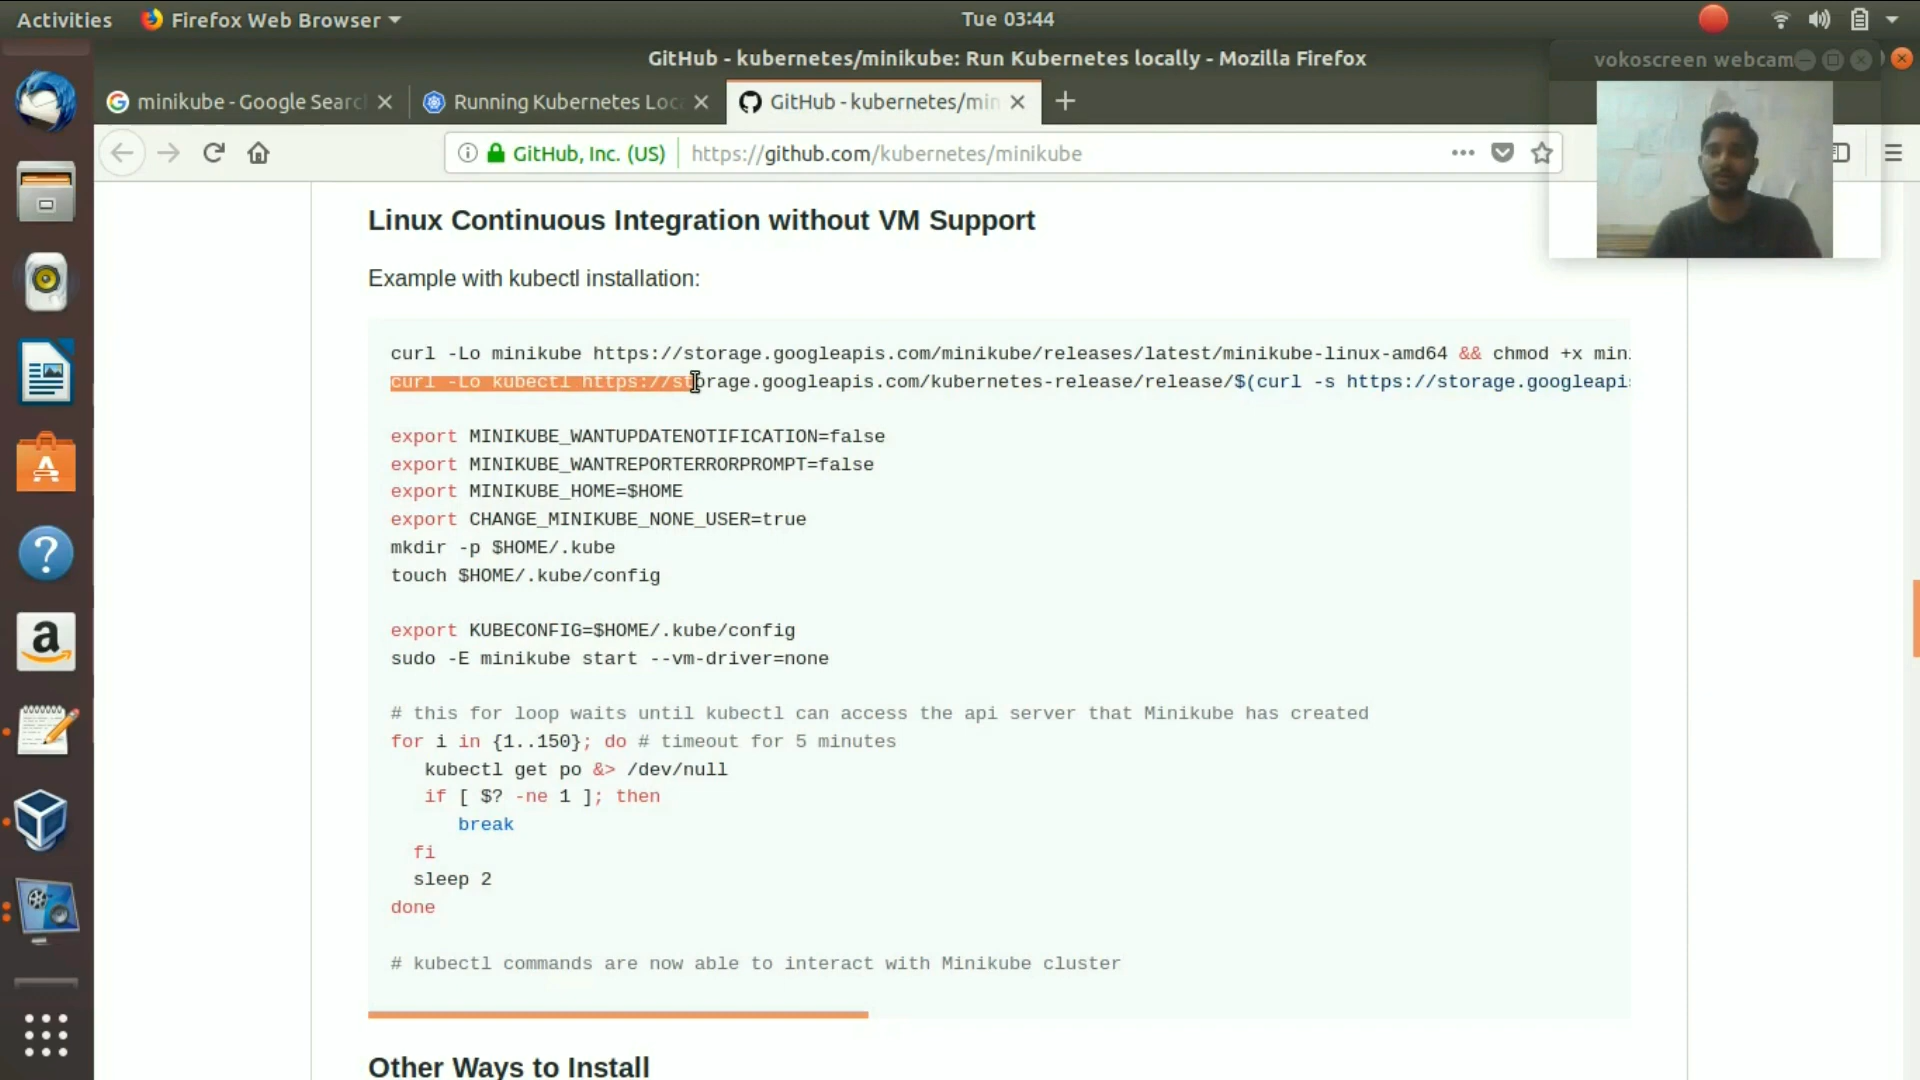 Activities
Firefox Web Browser
Tue 03:44
GitHub - kubernetes/minikube: Run Kubernetes locally - Mozilla Firefox
vokoscreen webcam
minikube - Google Searc
Running Kubernetes Loc
GitHub - kubernetes/min
GitHub, Inc. (US)
https://github.com/kubernetes/minikube
Linux Continuous Integration without VM Support
Example with kubectl installation:
curl -Lo minikube https://storage.googleapis.com/minikube/releases/latest/minikube-linux-amd64 && chmod +x min
curl -Lo kubectl https://storage.googleapis.com/kubernetes-release/release/$(curl -s https://storage.googleapis
export MINIKUBE_WANTUPDATENOTIFICATION=false
export MINIKUBE_WANTREPORTERRORPROMPT=false
export MINIKUBE_HOME=$HOME
export CHANGE_MINIKUBE_NONE_USER=true
mkdir -p $HOME/.kube
touch $HOME/.kube/config
export KUBECONFIG=$HOME/.kube/config
sudo -E minikube start --vm-driver=none
# this for loop waits until kubectl can access the api server that Minikube has created
for i in {1..150}; do # timeout for 5 minutes
kubectl get po &> /dev/null
if [ $? -ne 1 ]; then
break
fi
sleep 2
done
# kubectl commands are now able to interact with Minikube cluster
Other Ways to Install